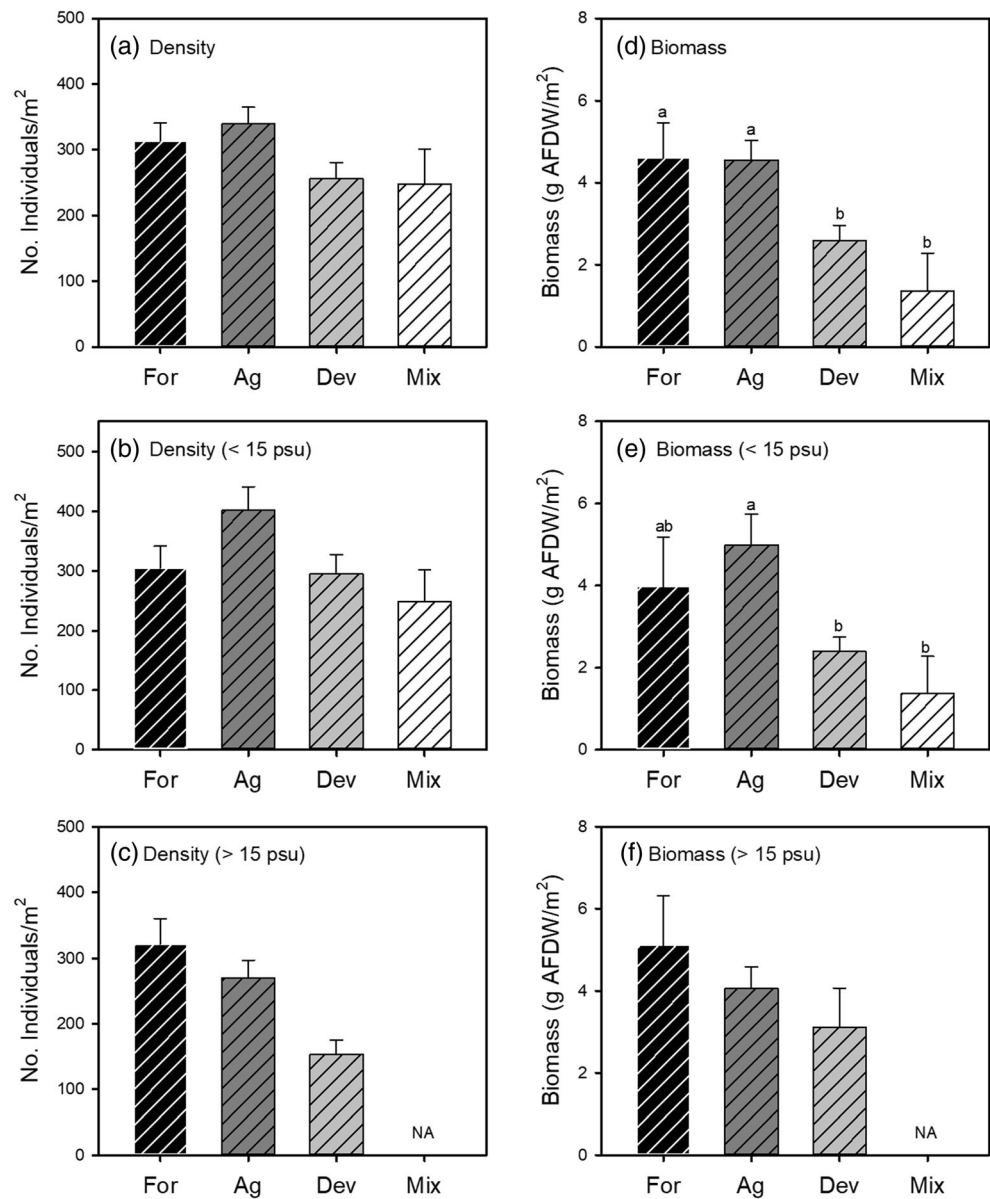 (a) Density
No. Individuals/m²
500
400
300
200
100
0
For Ag Dev Mix
(d) Biomass
Biomass (g AFDW/m²)
8
6
4
2
0
a a b b
For Ag Dev Mix
(b) Density (< 15 psu)
No. Individuals/m²
500
400
300
200
100
0
For Ag Dev Mix
(e) Biomass (< 15 psu)
Biomass (g AFDW/m²)
8
6
4
2
0
ab a b b
For Ag Dev Mix
(c) Density (> 15 psu)
No. Individuals/m²
500
400
300
200
100
0
NA
For Ag Dev Mix
(f) Biomass (> 15 psu)
Biomass (g AFDW/m²)
8
6
4
2
0
NA
For Ag Dev Mix